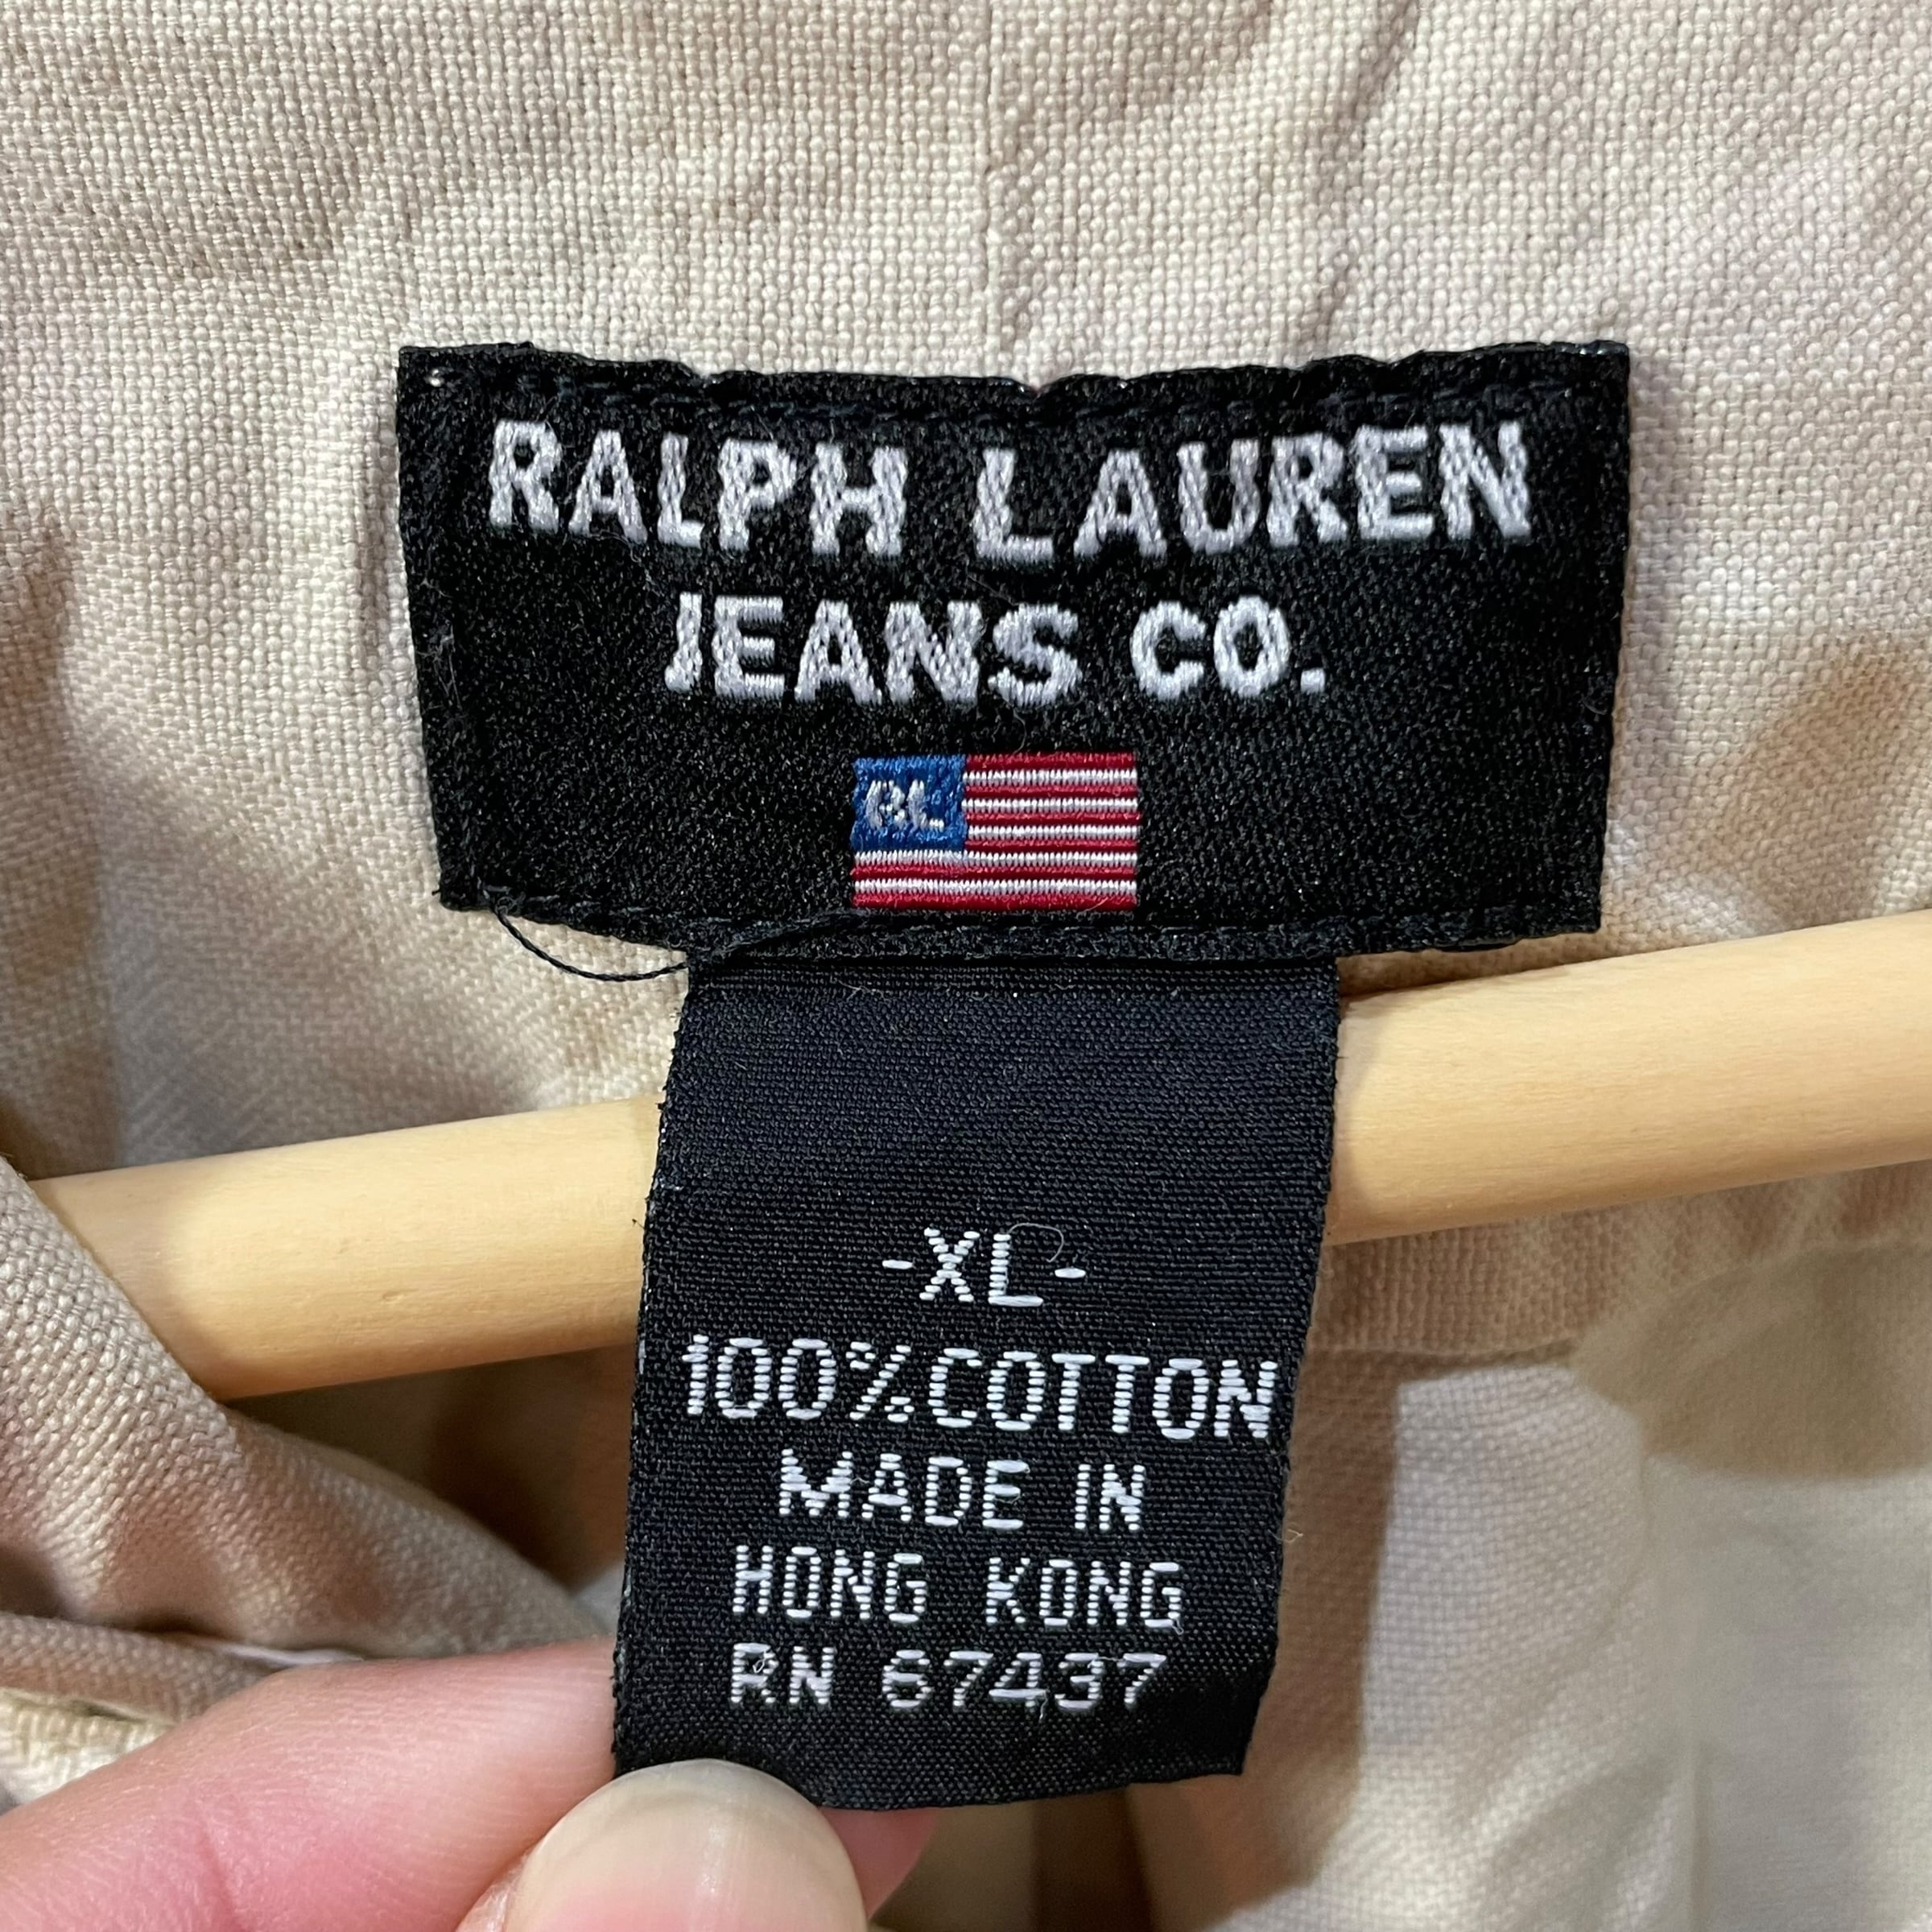 RALPH LAUREN
JEANS CO.
RL
-XL-
100%COTTON
MADE IN
HONG KONG
RN 67437